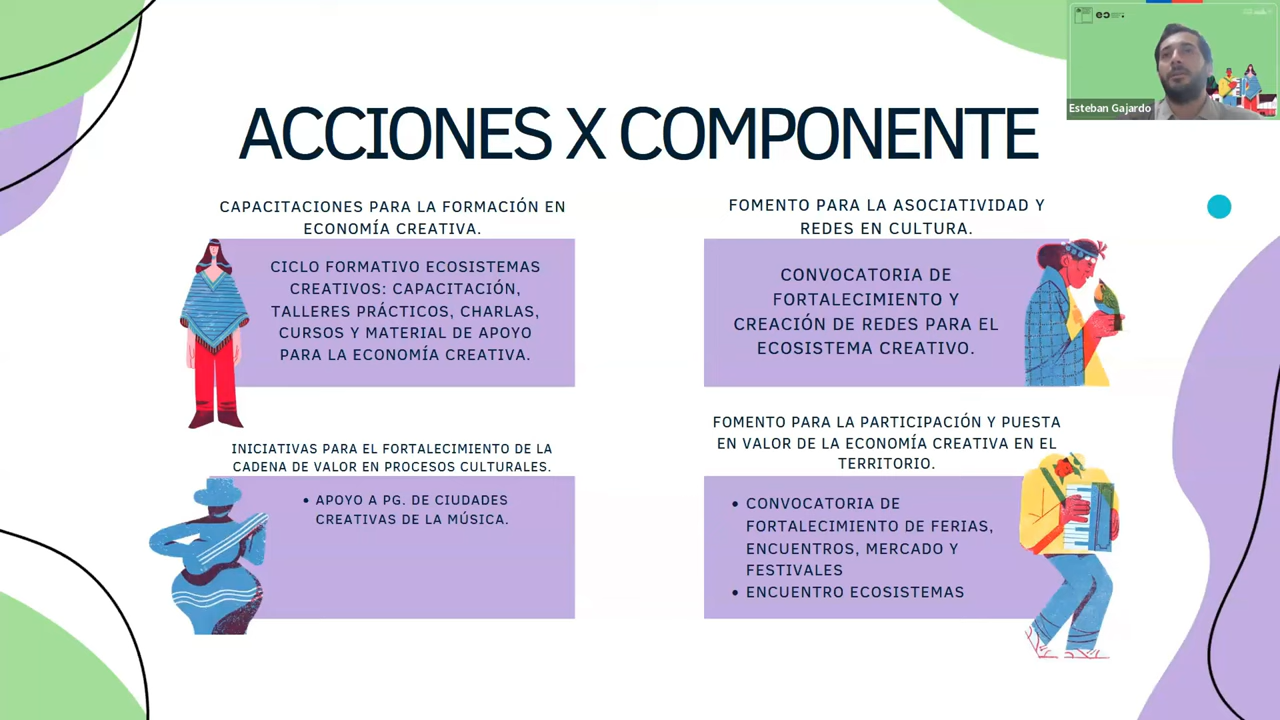 Esteban Gajardo
ACCIONES X COMPONENTE
CAPACITACIONES PARA LA FORMACIÓN EN
ECONOMÍA CREATIVA.
CICLO FORMATIVO ECOSISTEMAS
CREATIVOS: CAPACITACIÓN,
TALLERES PRÁCTICOS, CHARLAS,
CURSOS Y MATERIAL DE APOYO
PARA LA ECONOMÍA CREATIVA.
FOMENTO PARA LA ASOCIATIVIDAD Y
REDES EN CULTURA.
CONVOCATORIA DE
FORTALECIMIENTO Y
CREACIÓN DE REDES PARA EL
ECOSISTEMA CREATIVO.
INICIATIVAS PARA EL FORTALECIMIENTO DE LA
CADENA DE VALOR EN PROCESOS CULTURALES.
• APOYO A PG. DE CIUDADES
CREATIVAS DE LA MÚSICA.
FOMENTO PARA LA PARTICIPACIÓN Y PUESTA
EN VALOR DE LA ECONOMÍA CREATIVA EN EL
TERRITORIO.
• CONVOCATORIA DE
FORTALECIMIENTO DE FERIAS,
ENCUENTROS, MERCADO Y
FESTIVALES
• ENCUENTRO ECOSISTEMAS